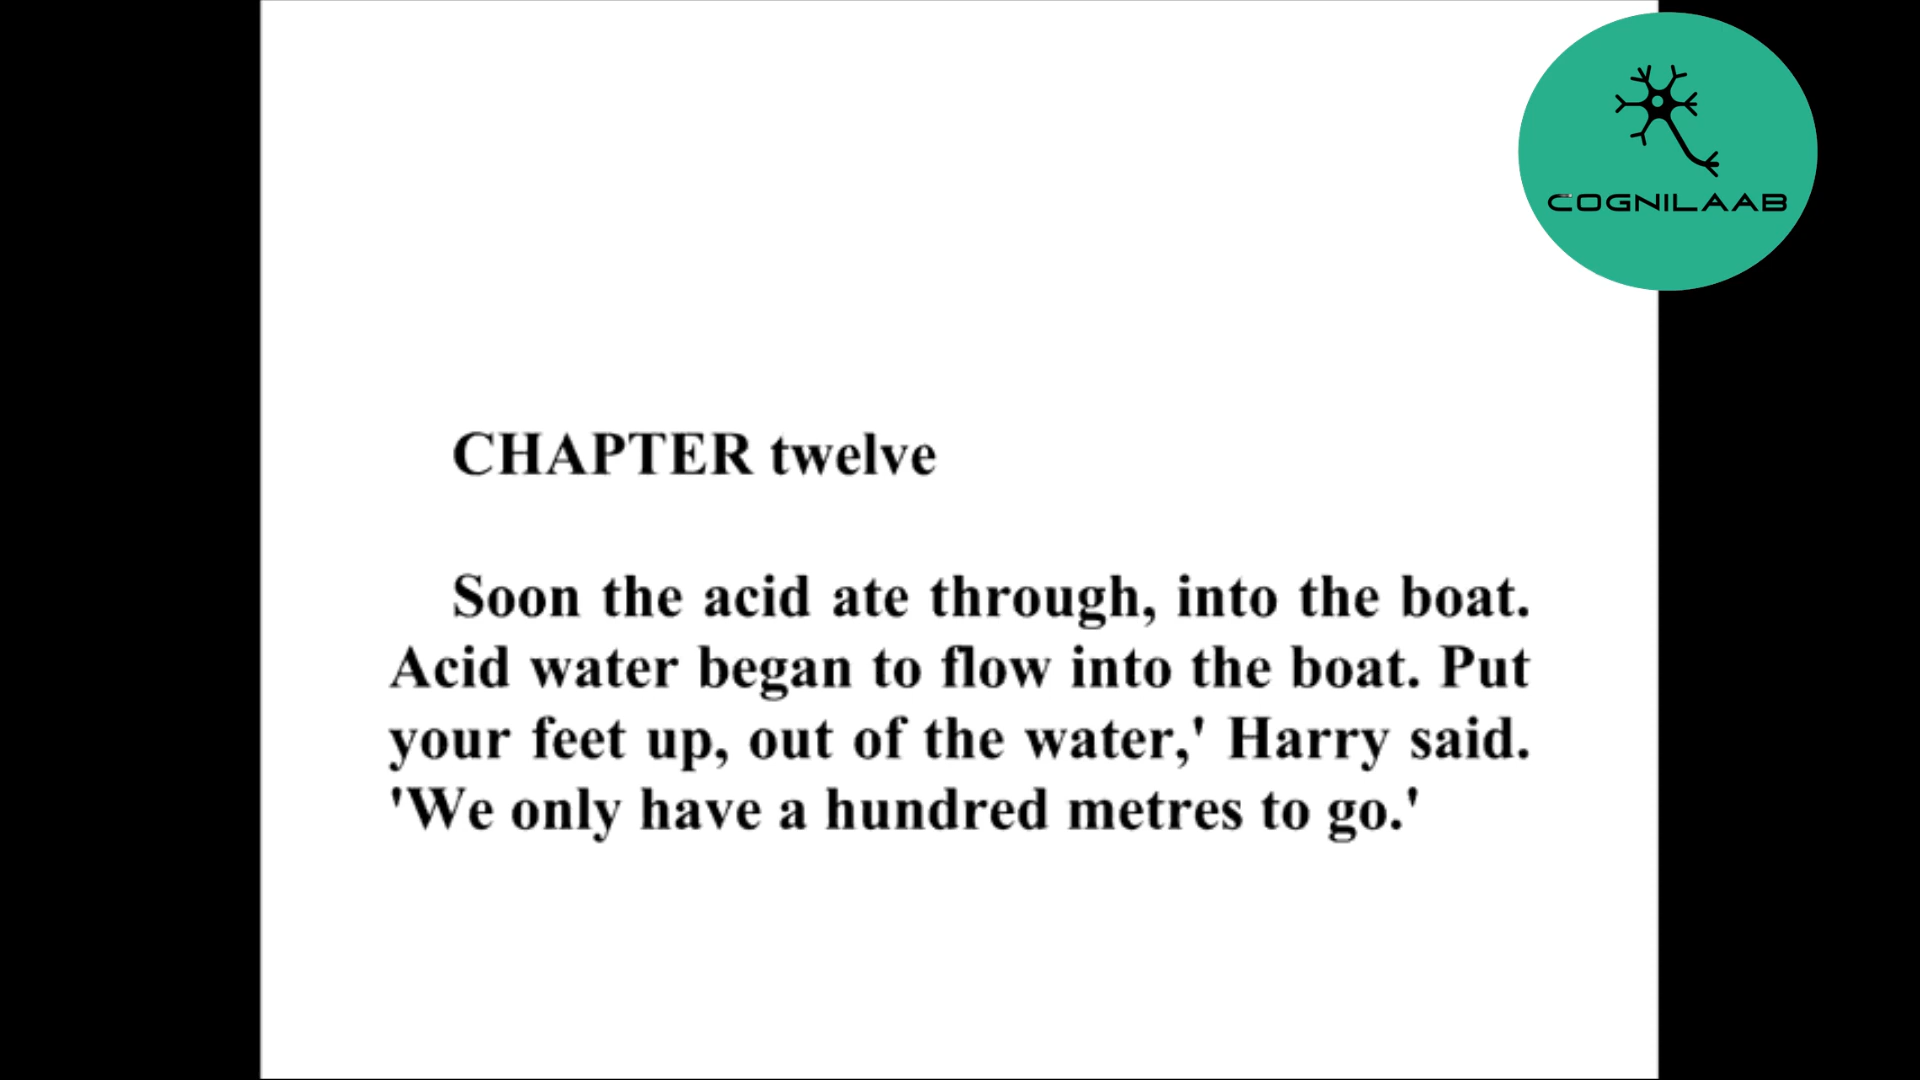 COGNILAAB
CHAPTER twelve
Soon the acid ate through, into the boat.
Acid water began to flow into the boat. Put
your feet up, out of the water,' Harry said.
'We only have a hundred metres to go.'